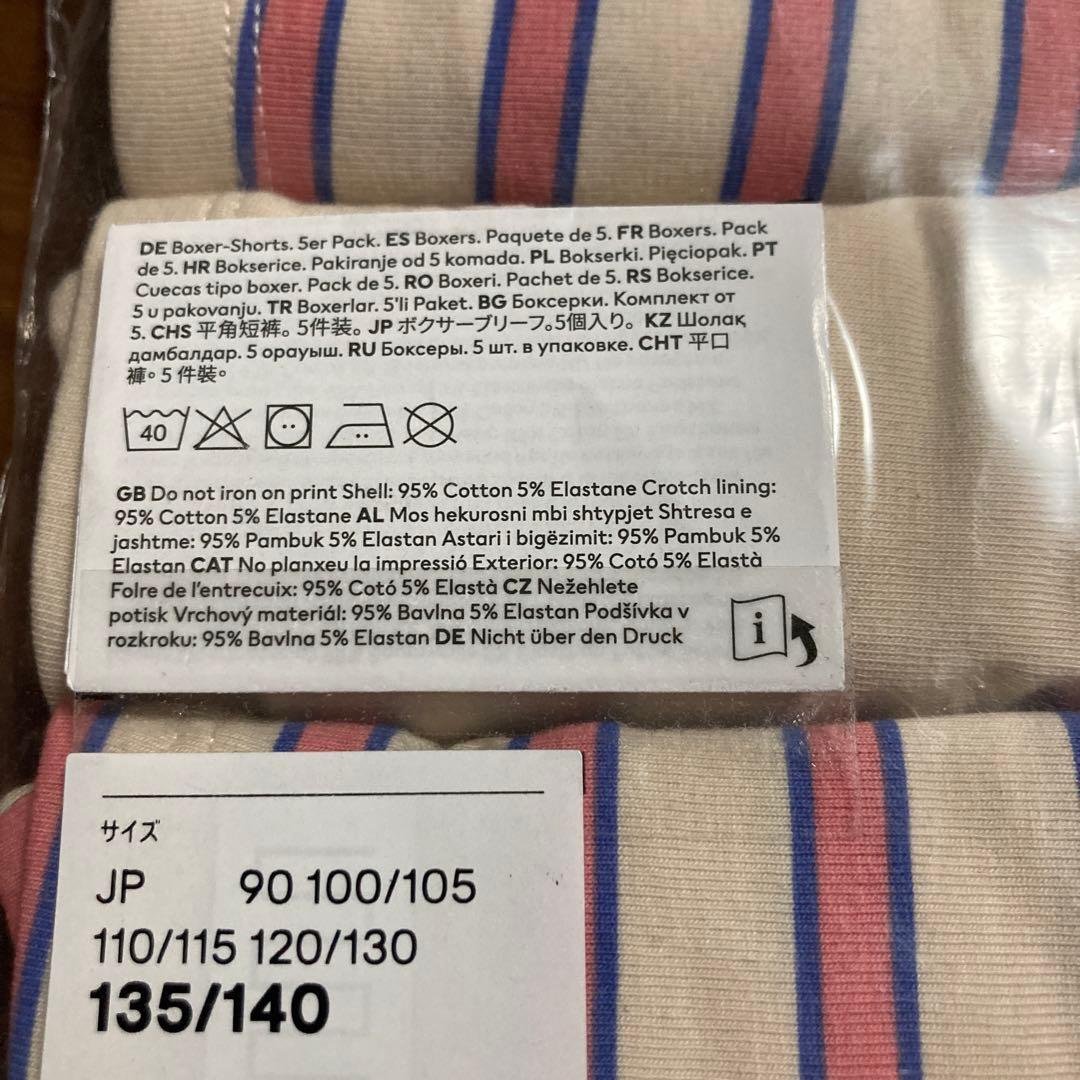 DE Boxer-Shorts. 5er Pack. ES Boxers. Paquete de 5. FR Boxers. Pack
de 5. HR Bokserice. Pakiranje od 5 komada. PL Bokserki. Pięciopak. PT
Cuecas tipo boxer. Pack de 5. RO Boxeri. Pachet de 5. RS Bokserice.
5 u pakovanju. TR Boxerlar. 5'li Paket. BG Боксерки. Комплект от
5. CHS 平角短裤。5件装。JP ボクサーブリーフ。5個入り。 KZ Шолақ
дамбалдар. 5 орауыш. RU Боксеры. 5 шт. в упаковке. CHT 平口
褲。5 件裝。
40
GB Do not iron on print Shell: 95% Cotton 5% Elastane Crotch lining:
95% Cotton 5% Elastane AL Mos hekurosni mbi shtypjet Shtresa e
jashtme: 95% Pambuk 5% Elastan Astari i bigëzimit: 95% Pambuk 5%
Elastan CAT No planxeu la impressió Exterior: 95% Cotó 5% Elastà
Folre de l'entrecuix: 95% Cotó 5% Elastà CZ Nežehlete
potisk Vrchový materiál: 95% Bavlna 5% Elastan Podšívka v
rozkroku: 95% Bavlna 5% Elastan DE Nicht über den Druck
i
サイズ
JP 90 100/105
110/115 120/130
135/140